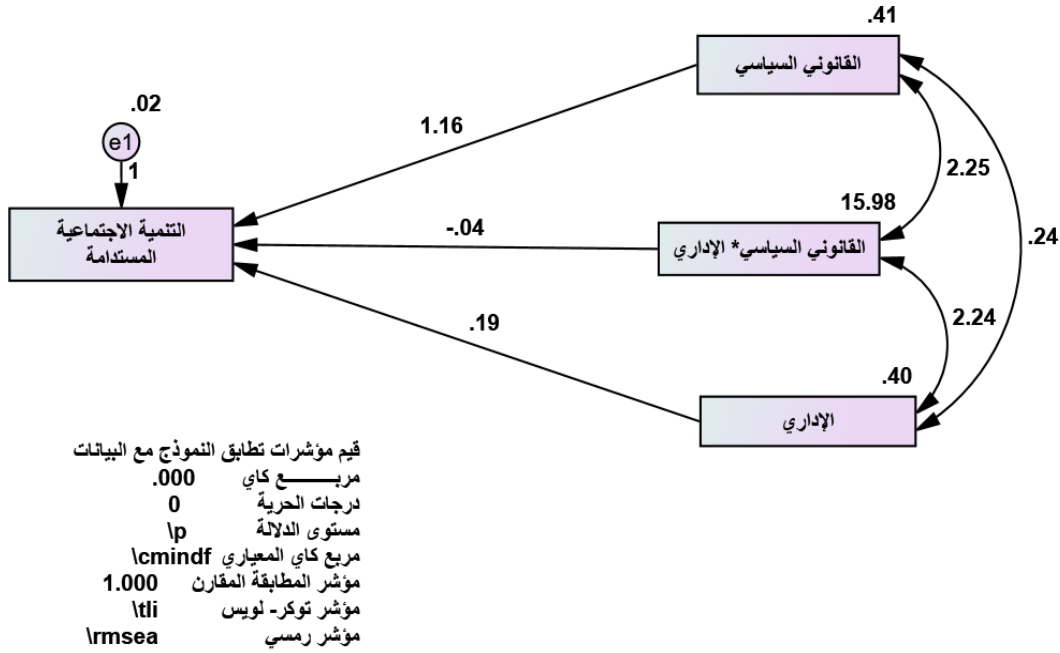 .41
القانوني السياسي
.02
e1
1
1.16
2.25
15.98
التنمية الاجتماعية
المستدامة
-.04
القانوني السياسي* الإداري
.24
.19
2.24
.40
الإداري
قيم مؤشرات تطابق النموذج مع البيانات
مربـــــــع كاي .000
درجات الحرية 0
مستوى الدلالة \p
مربع كاي المعياري \cmindf
مؤشر المطابقة المقارن 1.000
مؤشر توكر- لويس \tli
مؤشر رمسي \rmsea